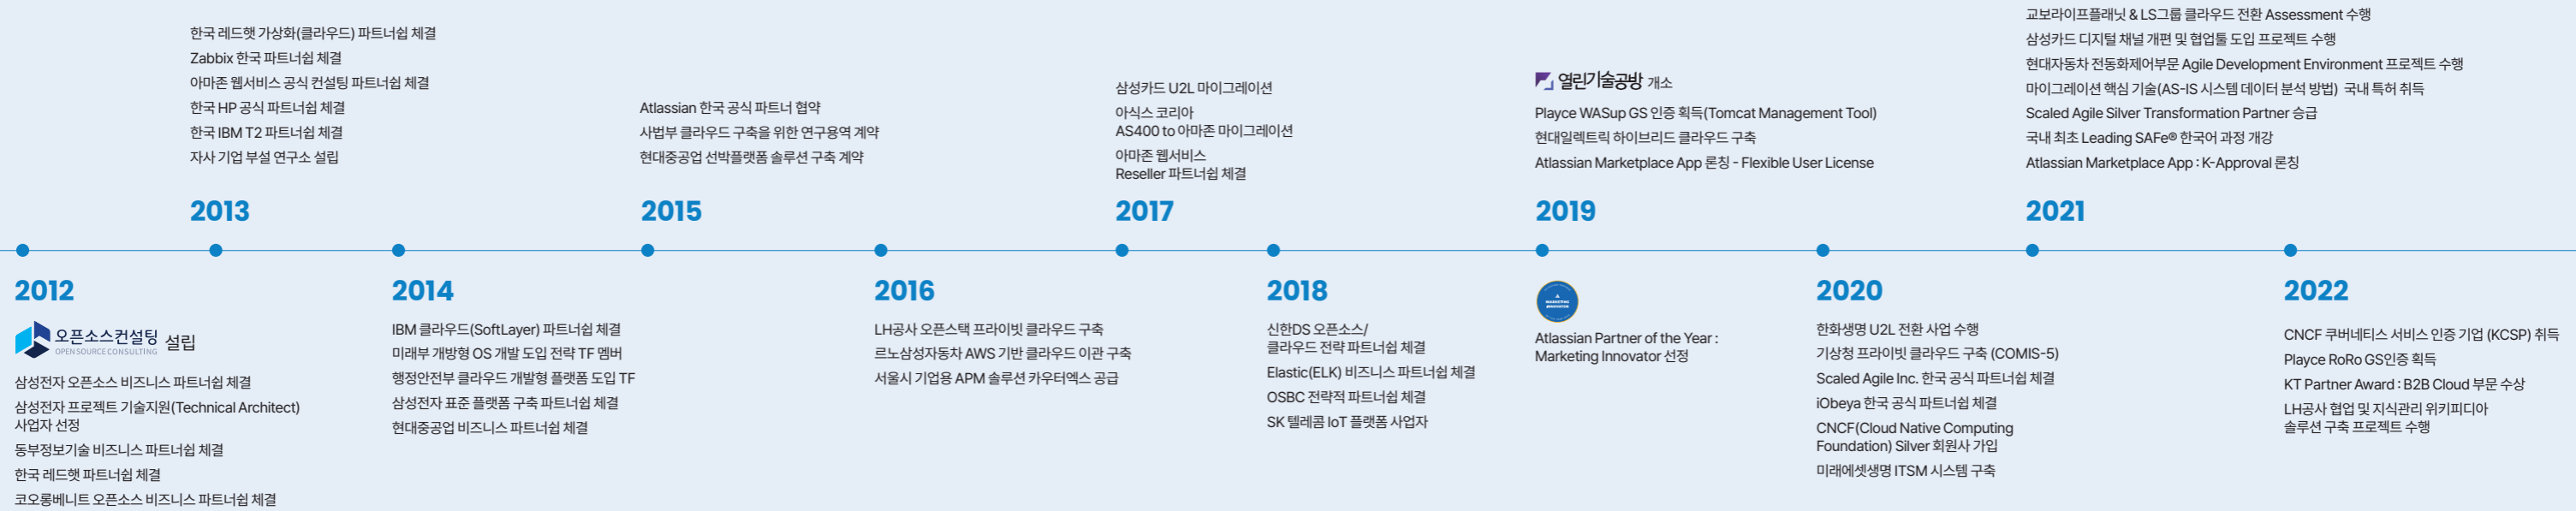 2012
오픈소스컨설팅 설립
OPEN SOURCE CONSULTING
삼성전자 오픈소스 비즈니스 파트너쉽 체결
삼성전자 프로젝트 기술지원(Technical Architect)
사업자 선정
동부정보기술 비즈니스 파트너쉽 체결
한국 레드햇 파트너쉽 체결
코오롱베니트 오픈소스 비즈니스 파트너쉽 체결
한국 레드햇 가상화(클라우드) 파트너쉽 체결
Zabbix 한국 파트너쉽 체결
아마존 웹서비스 공식 컨설팅 파트너쉽 체결
한국 HP 공식 파트너쉽 체결
한국 IBM T2 파트너쉽 체결
자사 기업 부설 연구소 설립
2013
2014
IBM 클라우드(SoftLayer) 파트너쉽 체결
미래부 개방형 OS 개발 도입 전략 TF 멤버
행정안전부 클라우드 개발형 플랫폼 도입 TF
삼성전자 표준 플랫폼 구축 파트너쉽 체결
현대중공업 비즈니스 파트너쉽 체결
Atlassian 한국 공식 파트너 협약
사법부 클라우드 구축을 위한 연구용역 계약
현대중공업 선박플랫폼 솔루션 구축 계약
2015
2016
LH공사 오픈스택 프라이빗 클라우드 구축
르노삼성자동차 AWS 기반 클라우드 이관 구축
서울시 기업용 APM 솔루션 카우터엑스 공급
삼성카드 U2L 마이그레이션
아식스 코리아
AS400 to 아마존 마이그레이션
아마존 웹서비스
Reseller 파트너쉽 체결
2017
2018
신한DS 오픈소스/
클라우드 전략 파트너쉽 체결
Elastic(ELK) 비즈니스 파트너쉽 체결
OSBC 전략적 파트너쉽 체결
SK 텔레콤 IoT 플랫폼 사업자
열린기술공방 개소
Playce WASup GS 인증 획득(Tomcat Management Tool)
현대일렉트릭 하이브리드 클라우드 구축
Atlassian Marketplace App 론칭 - Flexible User License
2019
Atlassian Partner of the Year :
Marketing Innovator 선정
2020
한화생명 U2L 전환 사업 수행
기상청 프라이빗 클라우드 구축 (COMIS-5)
Scaled Agile Inc. 한국 공식 파트너쉽 체결
iObeya 한국 공식 파트너쉽 체결
CNCF(Cloud Native Computing
Foundation) Silver 회원사 가입
미래에셋생명 ITSM 시스템 구축
교보라이프플래닛 & LS그룹 클라우드 전환 Assessment 수행
삼성카드 디지털 채널 개편 및 협업툴 도입 프로젝트 수행
현대자동차 전동화제어부문 Agile Development Environment 프로젝트 수행
마이그레이션 핵심 기술(AS-IS 시스템 데이터 분석 방법) 국내 특허 취득
Scaled Agile Silver Transformation Partner 승급
국내 최초 Leading SAFe® 한국어 과정 개강
Atlassian Marketplace App : K-Approval 론칭
2021
2022
CNCF 쿠버네티스 서비스 인증 기업 (KCSP) 취득
Playce RoRo GS인증 획득
KT Partner Award : B2B Cloud 부문 수상
LH공사 협업 및 지식관리 위키피디아
솔루션 구축 프로젝트 수행